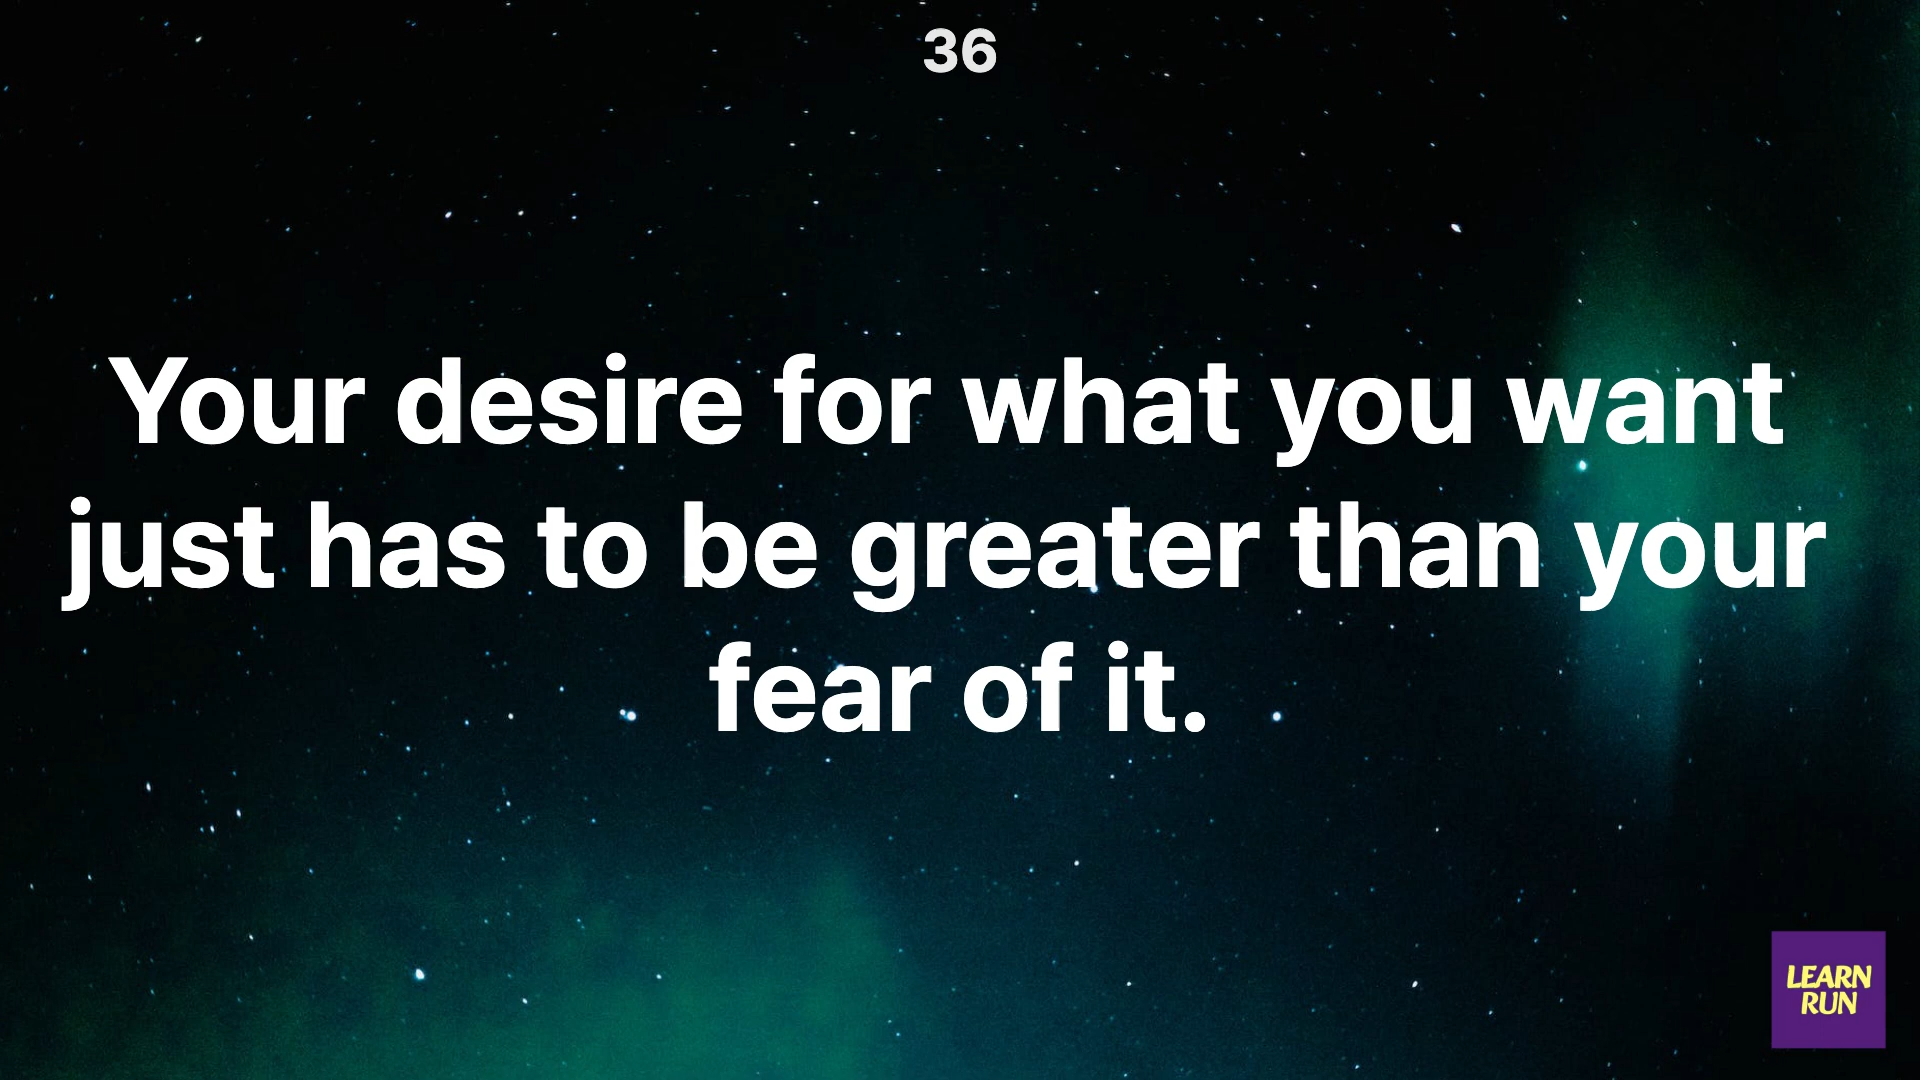 36
Your desire for what you want
just has to be greater than your
fear of it.
LEARN
RUN